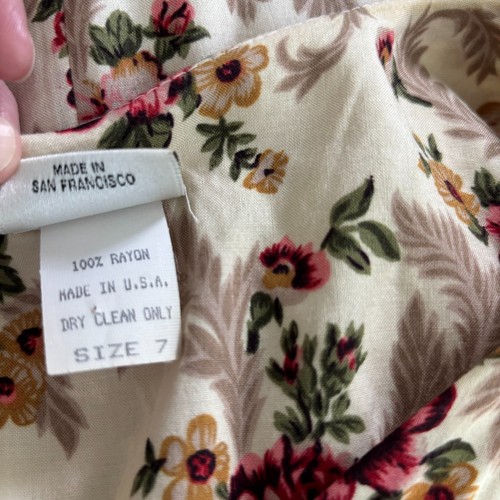 MADE IN
SAN FRANCISCO
100% RAYON
MADE IN U.S.A.
DRY CLEAN ONLY
SIZE 7